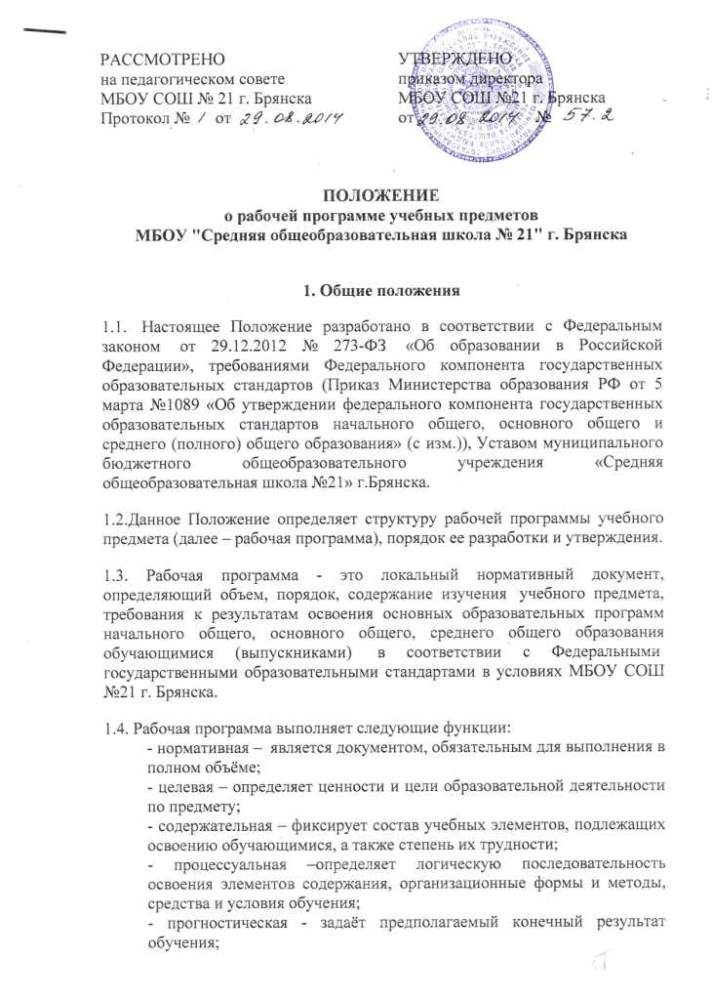 РАССМОТРЕНО
на педагогическом совете
МБОУ СОШ № 21 г. Брянска
Протокол № 1 от 29.08.2014
УТВЕРЖДЕНО
приказом директора
МБОУ СОШ №21 г. Брянска
от 29.08 2014 № 57.2
ПОЛОЖЕНИЕ
о рабочей программе учебных предметов
МБОУ "Средняя общеобразовательная школа № 21" г. Брянска
1. Общие положения
1.1. Настоящее Положение разработано в соответствии с Федеральным
законом от 29.12.2012 № 273-ФЗ «Об образовании в Российской
Федерации», требованиями Федерального компонента государственных
образовательных стандартов (Приказ Министерства образования РФ от 5
марта №1089 «Об утверждении федерального компонента государственных
образовательных стандартов начального общего, основного общего и
среднего (полного) общего образования» (с изм.)), Уставом муниципального
бюджетного общеобразовательного учреждения «Средняя
общеобразовательная школа №21» г.Брянска.
1.2.Данное Положение определяет структуру рабочей программы учебного
предмета (далее – рабочая программа), порядок ее разработки и утверждения.
1.3. Рабочая программа - это локальный нормативный документ,
определяющий объем, порядок, содержание изучения учебного предмета,
требования к результатам освоения основных образовательных программ
начального общего, основного общего, среднего общего образования
обучающимися (выпускниками) в соответствии с Федеральными
государственными образовательными стандартами в условиях МБОУ СОШ
№21 г. Брянска.
1.4. Рабочая программа выполняет следующие функции:
- нормативная – является документом, обязательным для выполнения в
полном объёме;
- целевая – определяет ценности и цели образовательной деятельности
по предмету;
- содержательная – фиксирует состав учебных элементов, подлежащих
освоению обучающимися, а также степень их трудности;
- процессуальная –определяет логическую последовательность
освоения элементов содержания, организационные формы и методы,
средства и условия обучения;
- прогностическая - задаёт предполагаемый конечный результат
обучения;